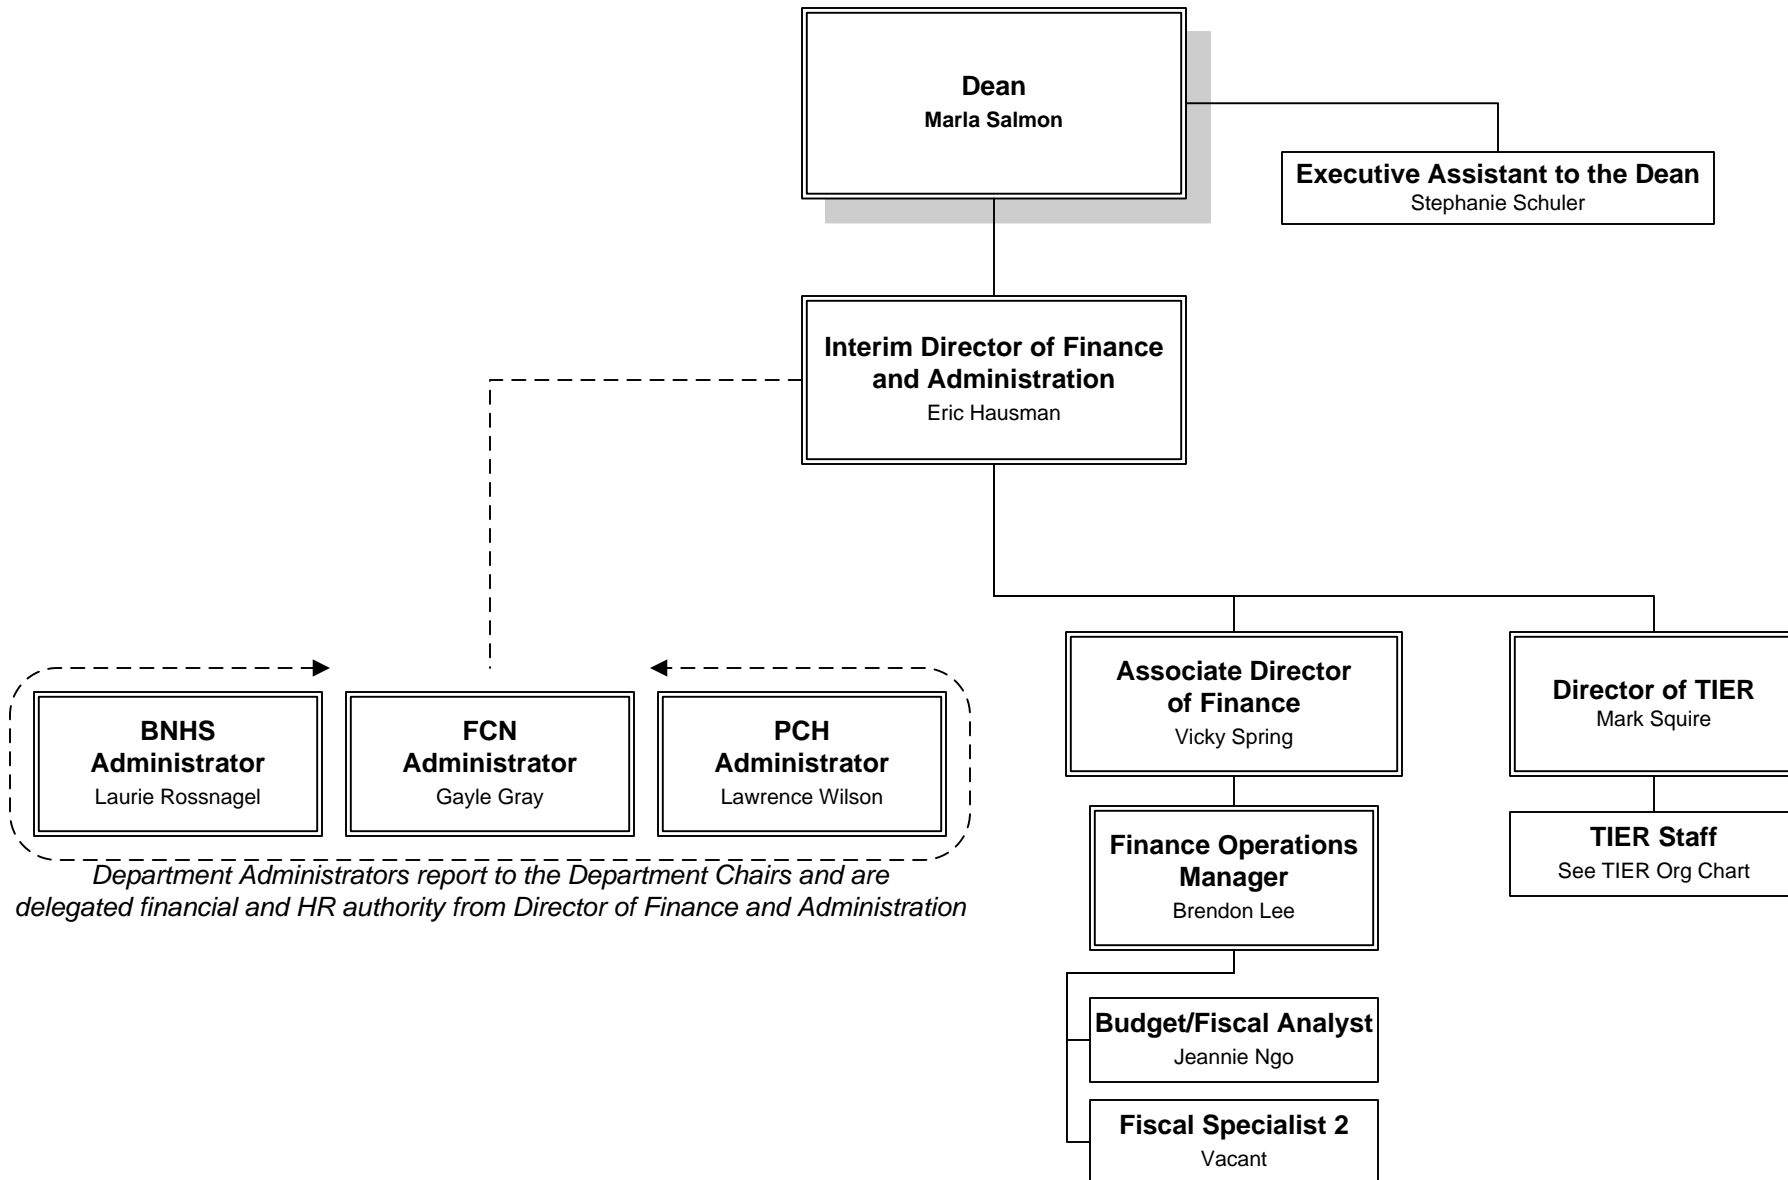 Dean
Marla Salmon
Executive Assistant to the Dean
Stephanie Schuler
Interim Director of Finance
and Administration
Eric Hausman
BNHS
Administrator
Laurie Rossnagel
FCN
Administrator
Gayle Gray
PCH
Administrator
Lawrence Wilson
Department Administrators report to the Department Chairs and are
delegated financial and HR authority from Director of Finance and Administration
Associate Director
of Finance
Vicky Spring
Director of TIER
Mark Squire
Finance Operations
Manager
Brendon Lee
TIER Staff
See TIER Org Chart
Budget/Fiscal Analyst
Jeannie Ngo
Fiscal Specialist 2
Vacant